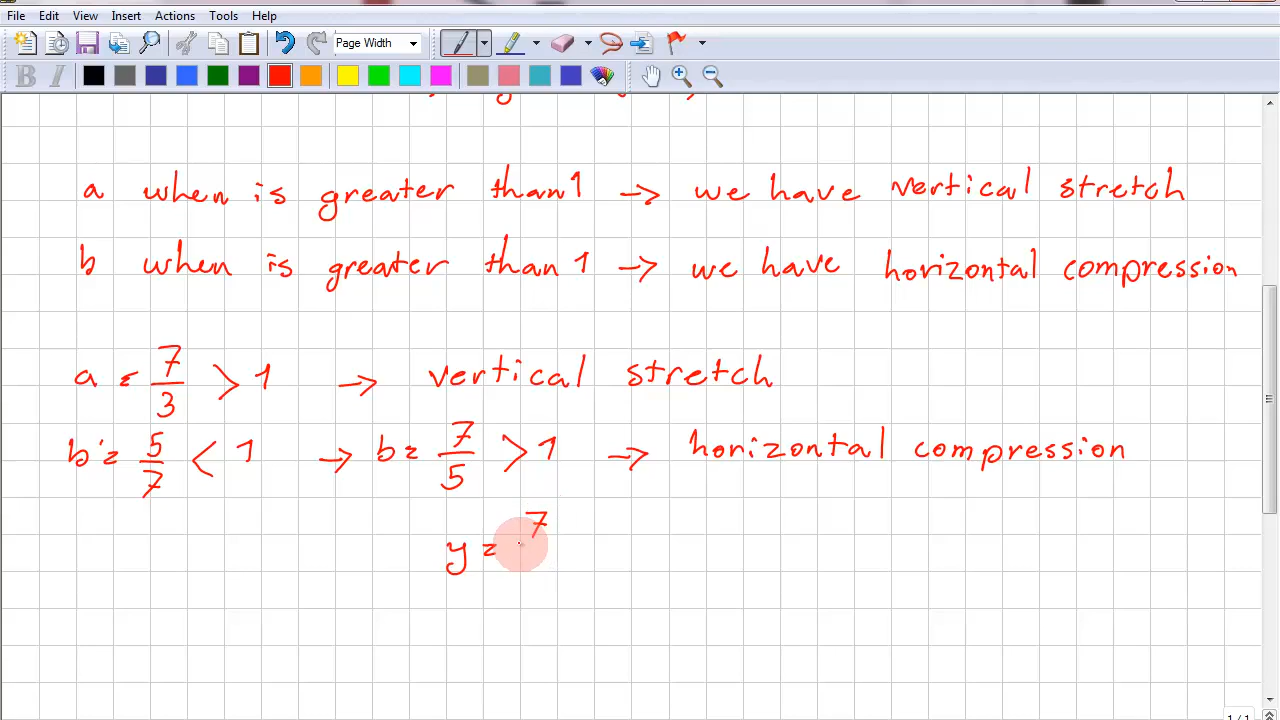 File Edit View Insert Actions Tools Help
Page Width
B I
a when is greater than 1 → we have vertical stretch
b when is greater than 1 → we have horizontal compression
a = 7/3 > 1 → vertical stretch
b = 5/7 < 1 → b = 7/5 > 1 → horizontal compression
y = 7
1 / 1